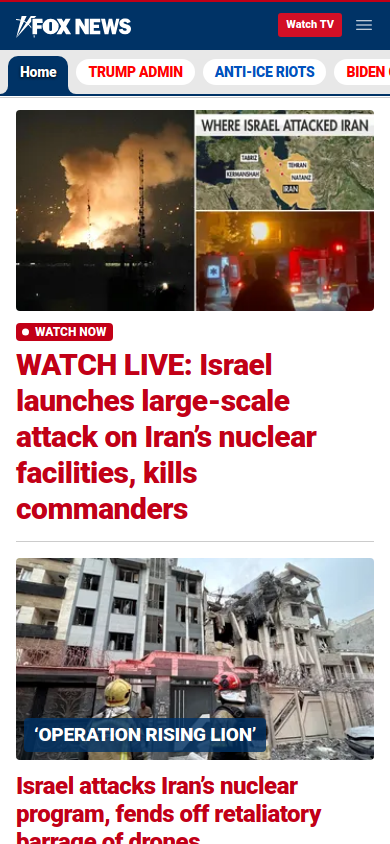 FOX NEWS
Watch TV
Home
TRUMP ADMIN
ANTI-ICE RIOTS
BIDEN
WHERE ISRAEL ATTACKED IRAN
TABRIZ
TEHRAN
KERMANSHAH
NATANZ
IRAN
WATCH NOW
WATCH LIVE: Israel
launches large-scale
attack on Iran’s nuclear
facilities, kills
commanders
‘OPERATION RISING LION’
Israel attacks Iran’s nuclear
program, fends off retaliatory
barrage of drones